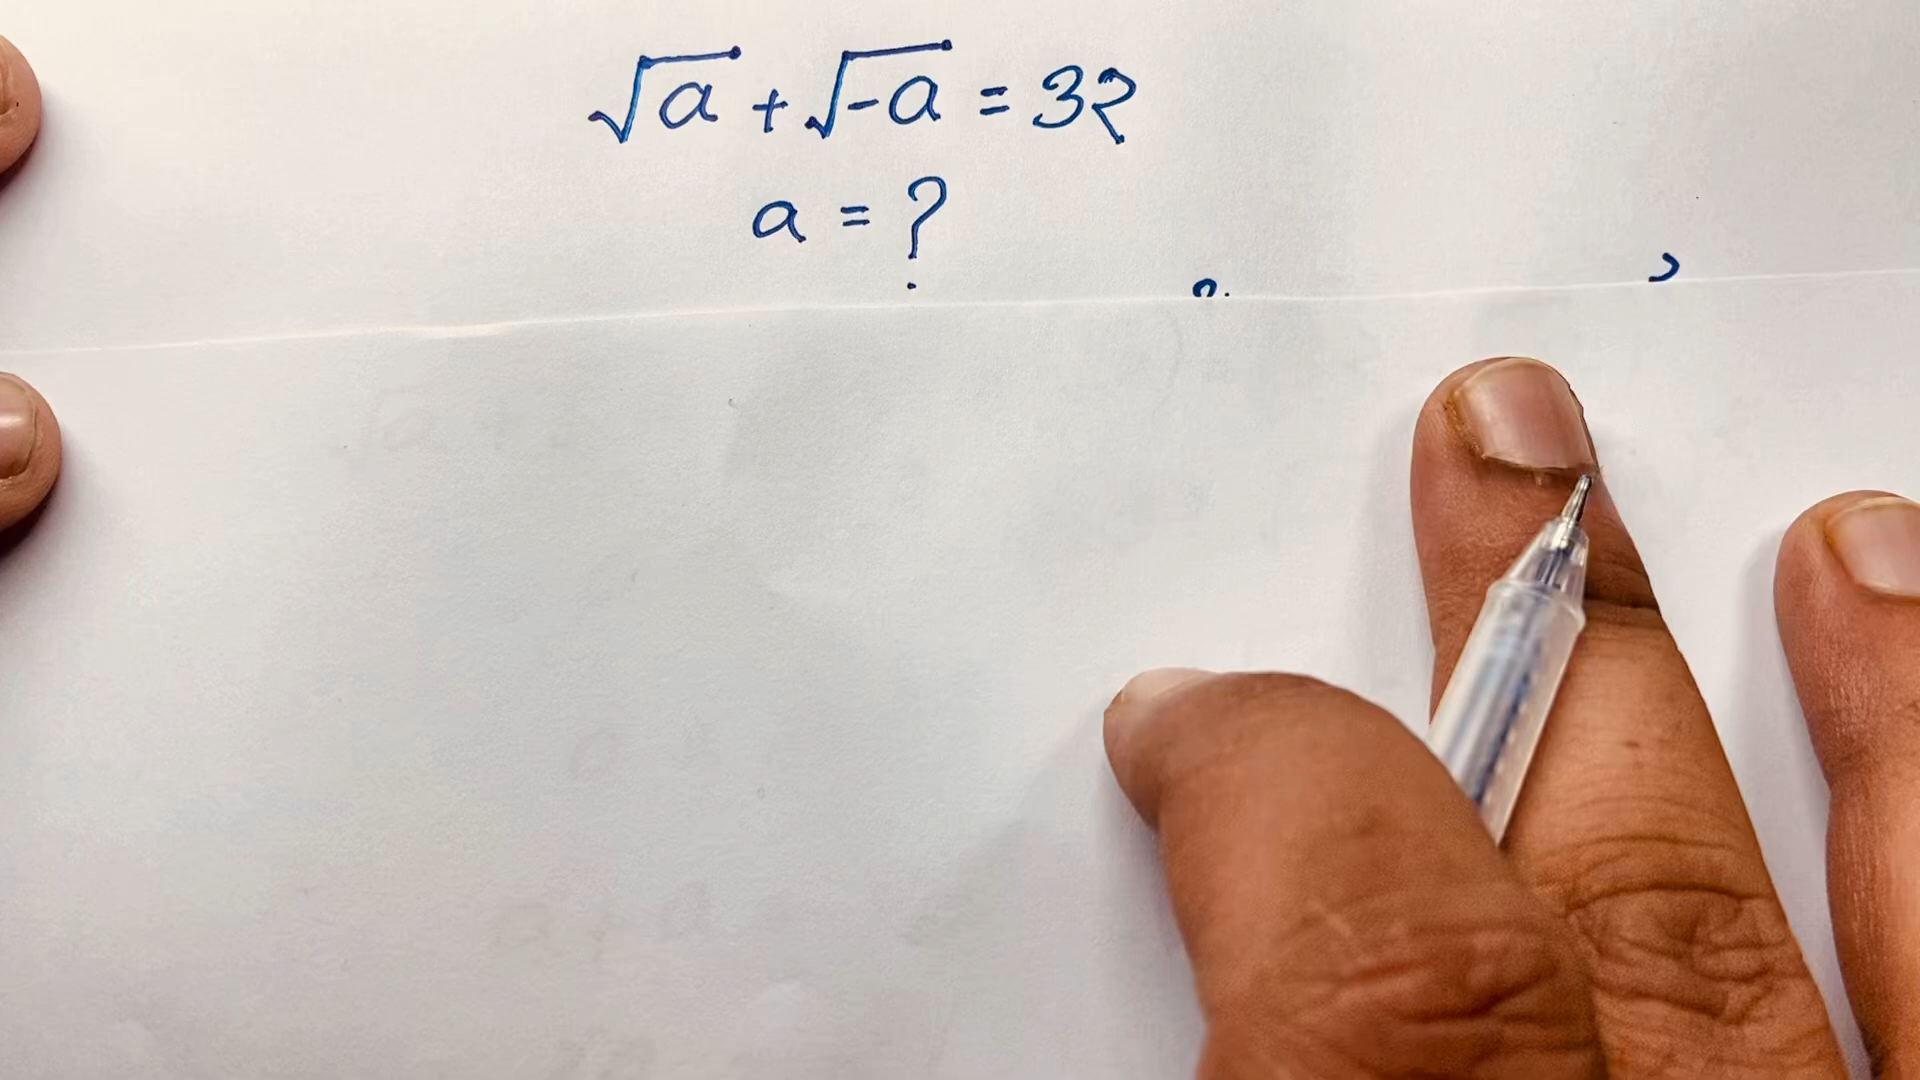 √a + √-a = 32
a = ?